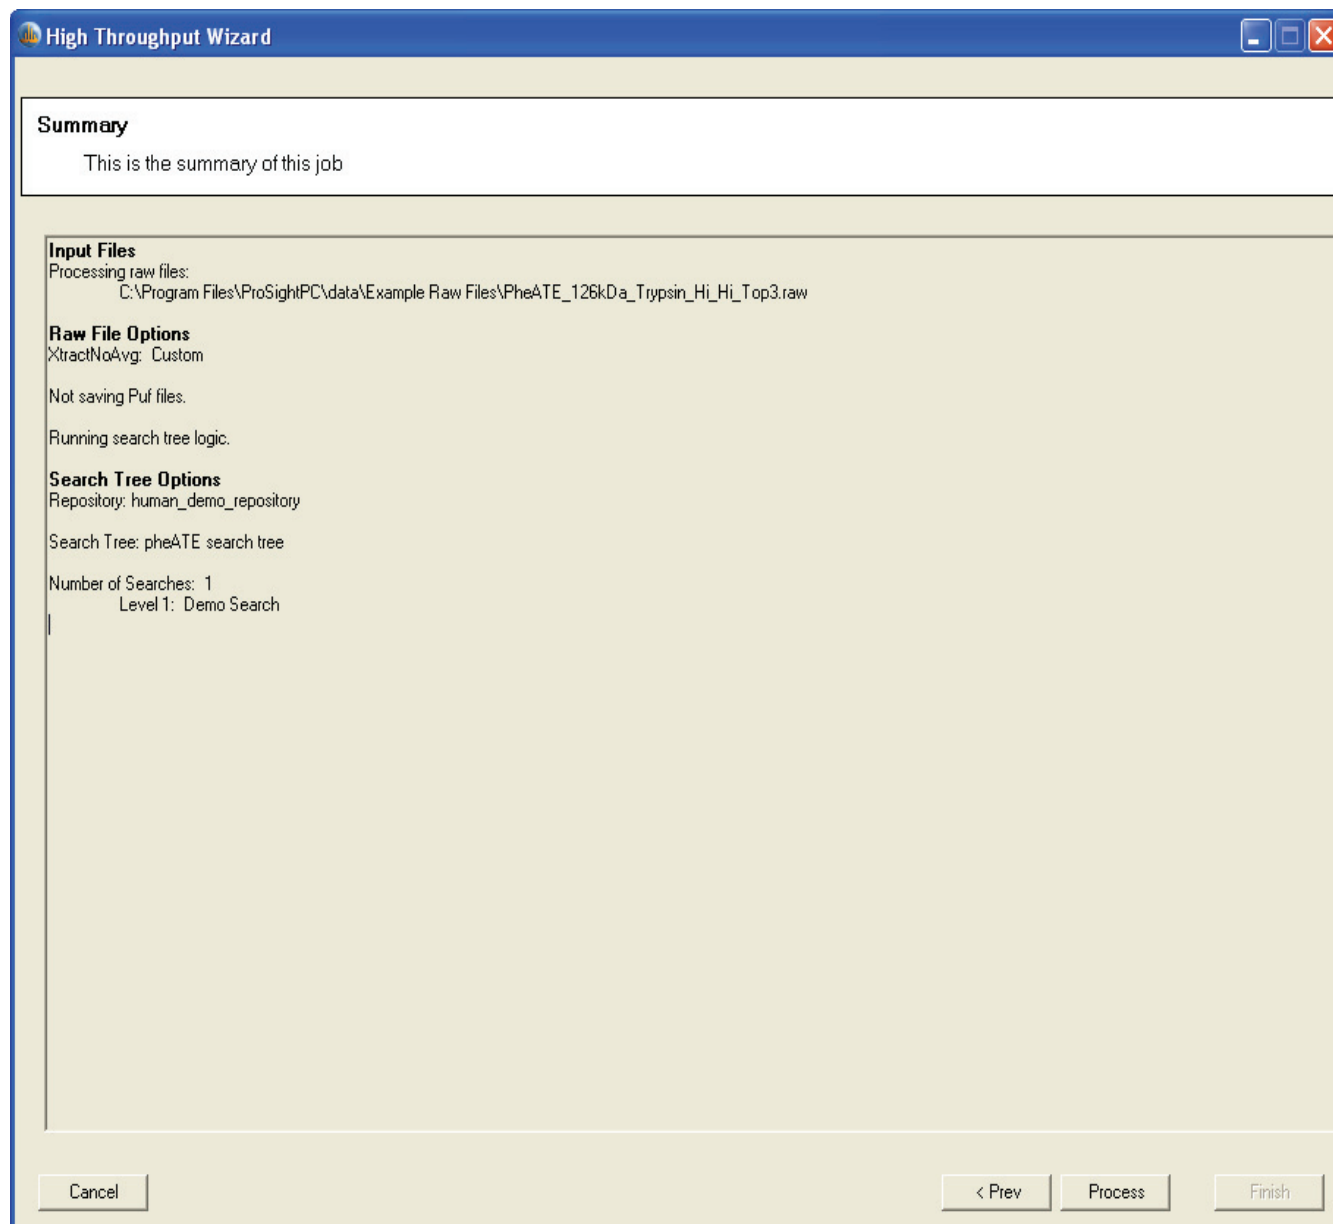 High Throughput Wizard
Summary
This is the summary of this job
Input Files
Processing raw files:
C:\Program Files\ProSightPC\data\Example Raw Files\PheATE_126kDa_Trypsin_Hi_Hi_Top3.raw
Raw File Options
XtractNoAvg:  Custom
Not saving Puf files.
Running search tree logic.
Search Tree Options
Repository: human_demo_repository
Search Tree: pheATE search tree
Number of Searches:  1
Level 1:  Demo Search
Cancel
< Prev
Process
Finish